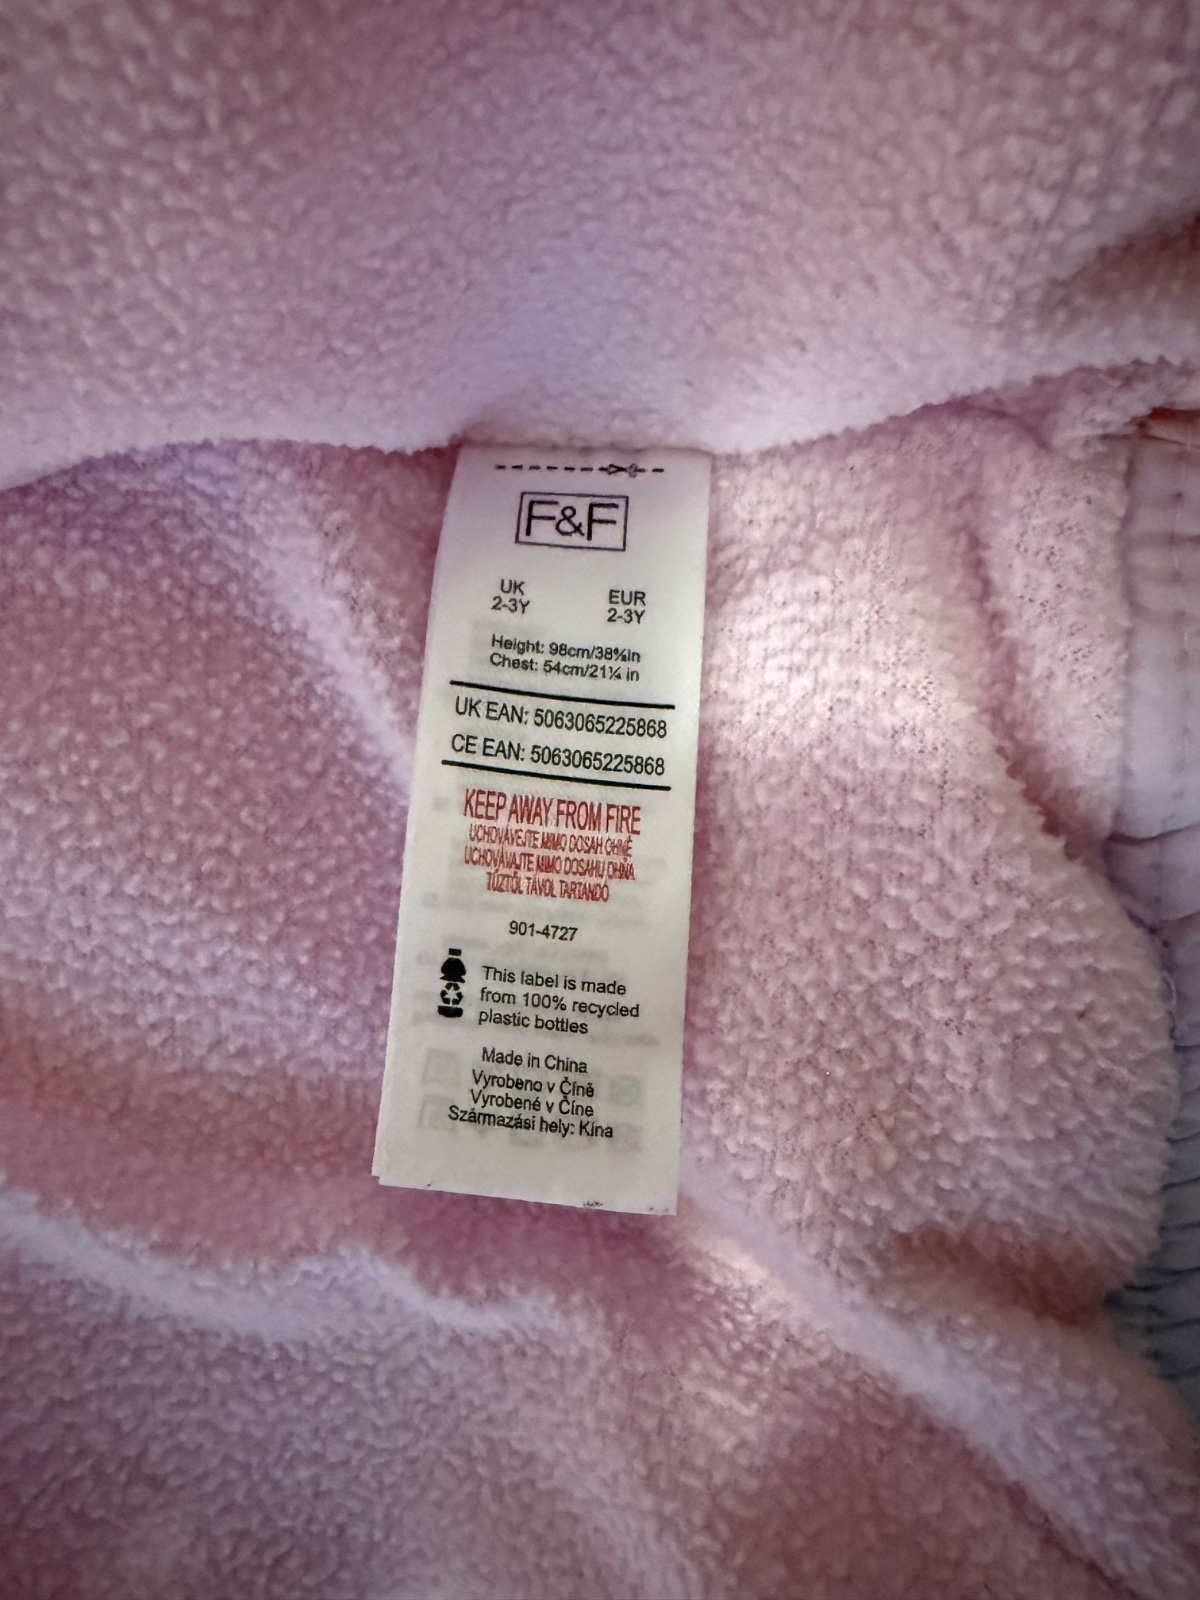 F&F
UK EUR
2-3Y 2-3Y
Height: 98cm/38⅝in
Chest: 54cm/21¼ in
UK EAN: 5063065225868
CE EAN: 5063065225868
KEEP AWAY FROM FIRE
UCHOVÁVEJTE MIMO DOSAH OHNĚ
UCHOVÁVAJTE MIMO DOSAHU OHŇA
TŰZTŐL TÁVOL TARTANDÓ
901-4727
This label is made
from 100% recycled
plastic bottles
Made in China
Vyrobeno v Číně
Vyrobené v Číne
Származási hely: Kína